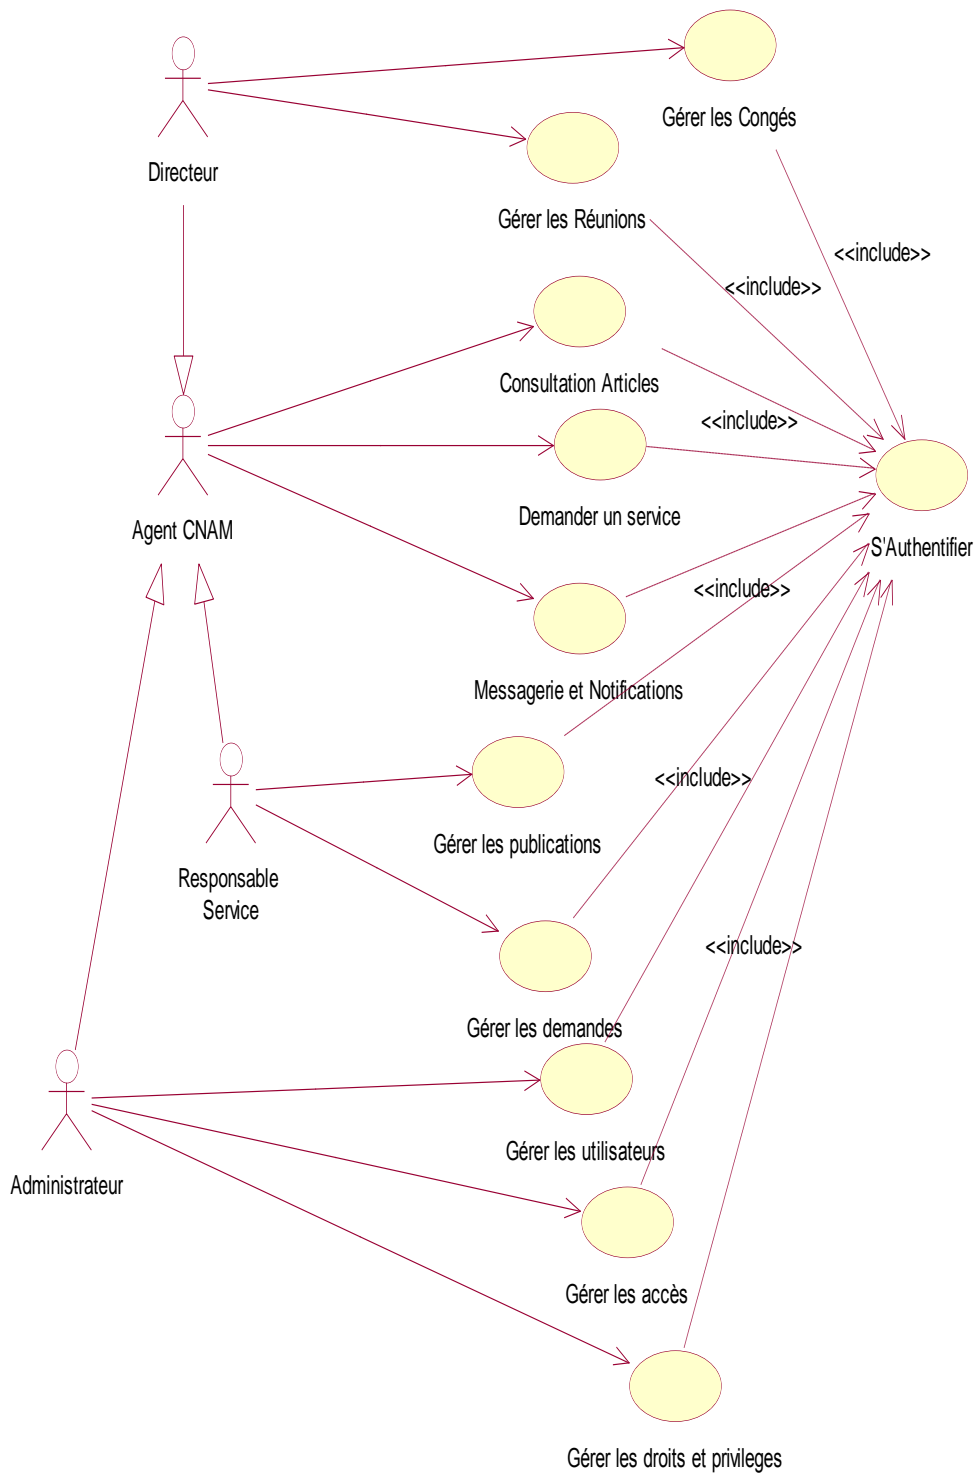 Gérer les Congés
Directeur
Gérer les Réunions
<<include>>
<<include>>
Consultation Articles
<<include>>
Demander un service
Agent CNAM
S'Authentifier
<<include>>
Messagerie et Notifications
<<include>>
Gérer les publications
Responsable
Service
<<include>>
Gérer les demandes
Gérer les utilisateurs
Administrateur
Gérer les accès
Gérer les droits et privileges